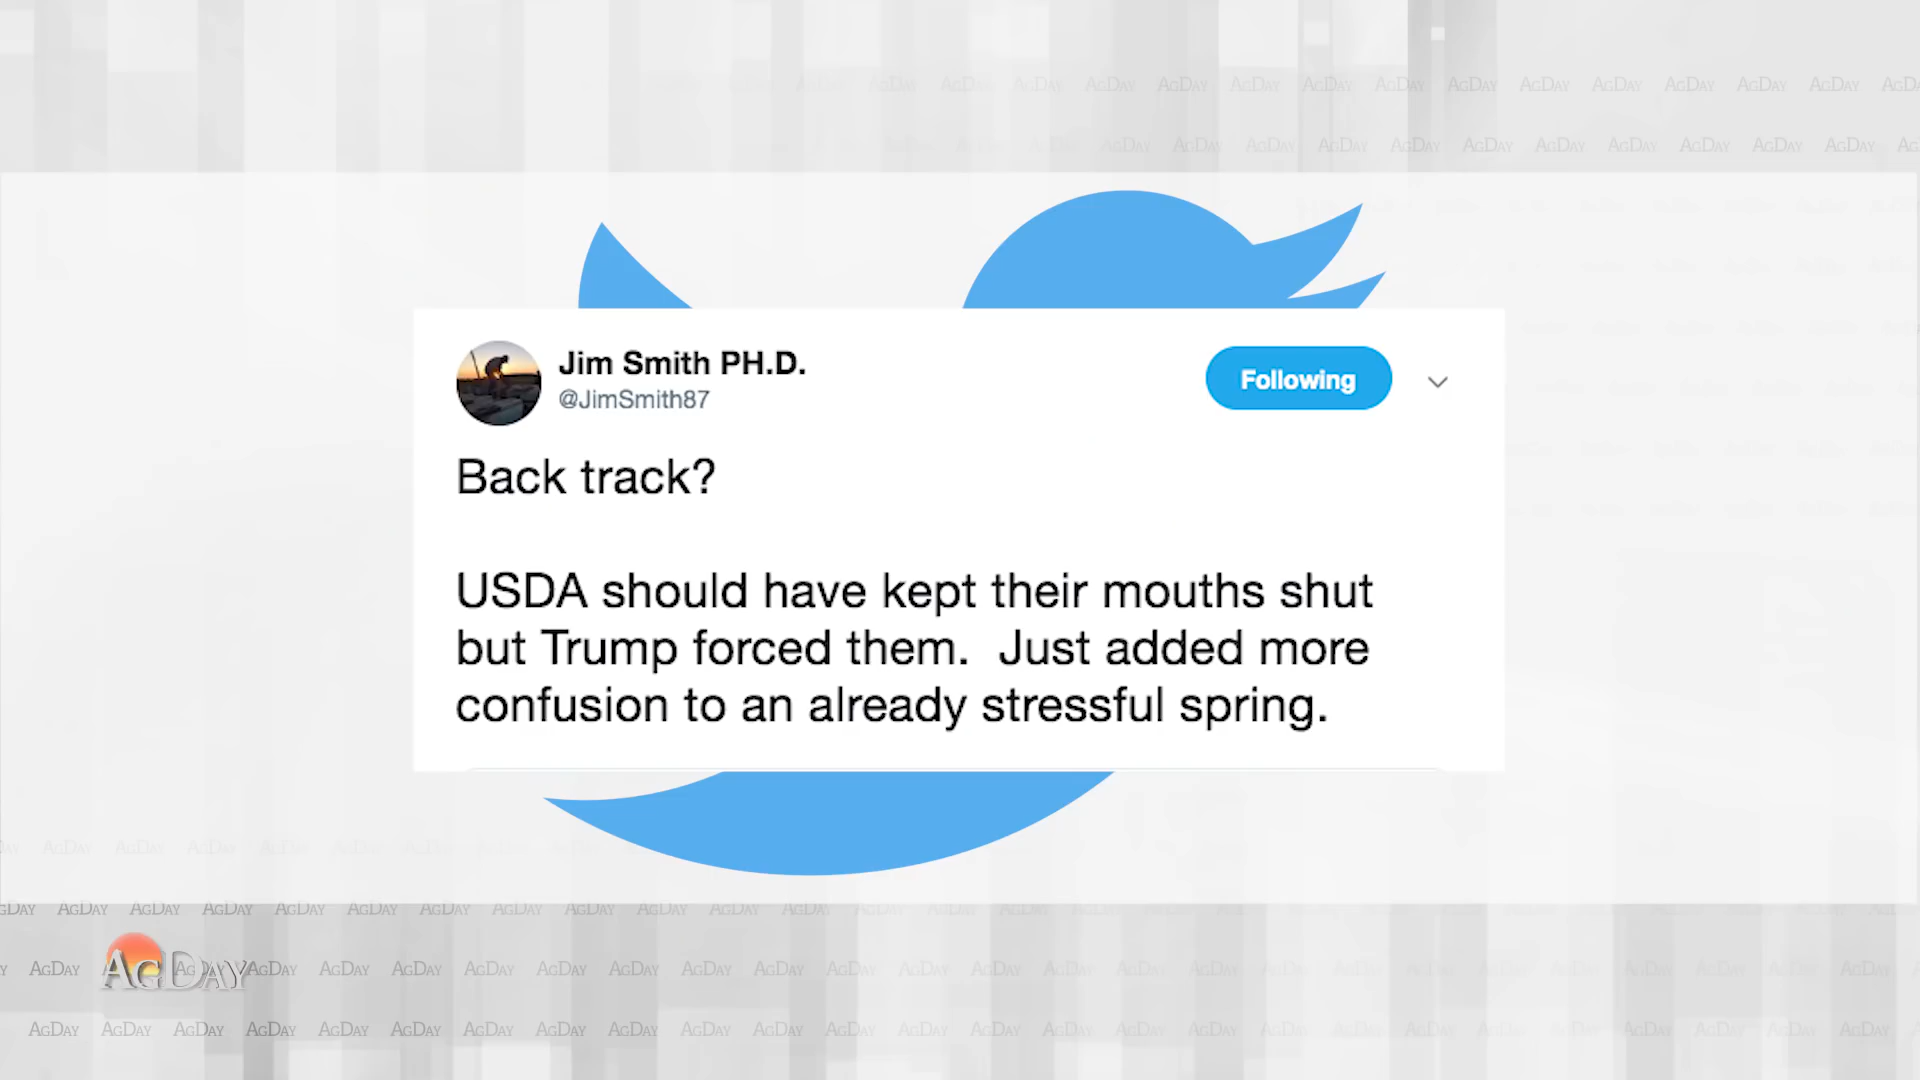 Jim Smith PH.D.
@JimSmith87
Following
Back track?
USDA should have kept their mouths shut
but Trump forced them.  Just added more
confusion to an already stressful spring.
AgDay